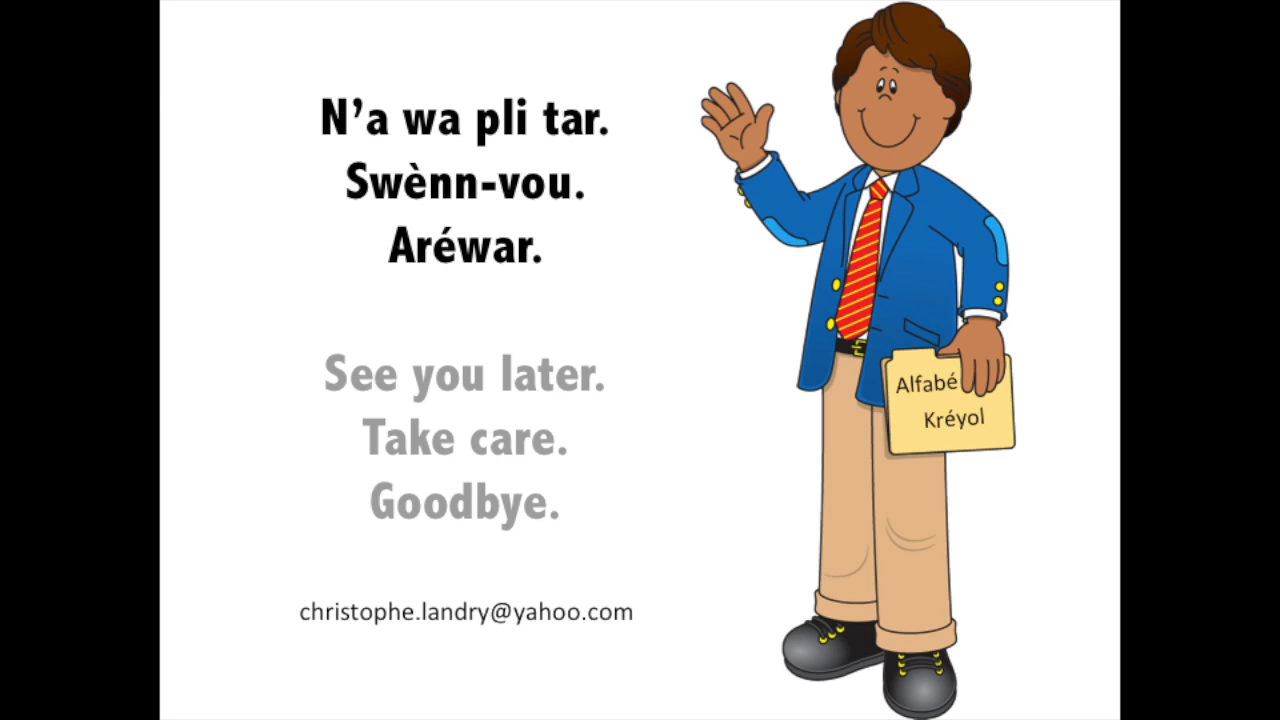 N’a wa pli tar.
Swènn-vou.
Aréwar.
See you later.
Take care.
Goodbye.
christophe.landry@yahoo.com
Alfabé
Kréyol